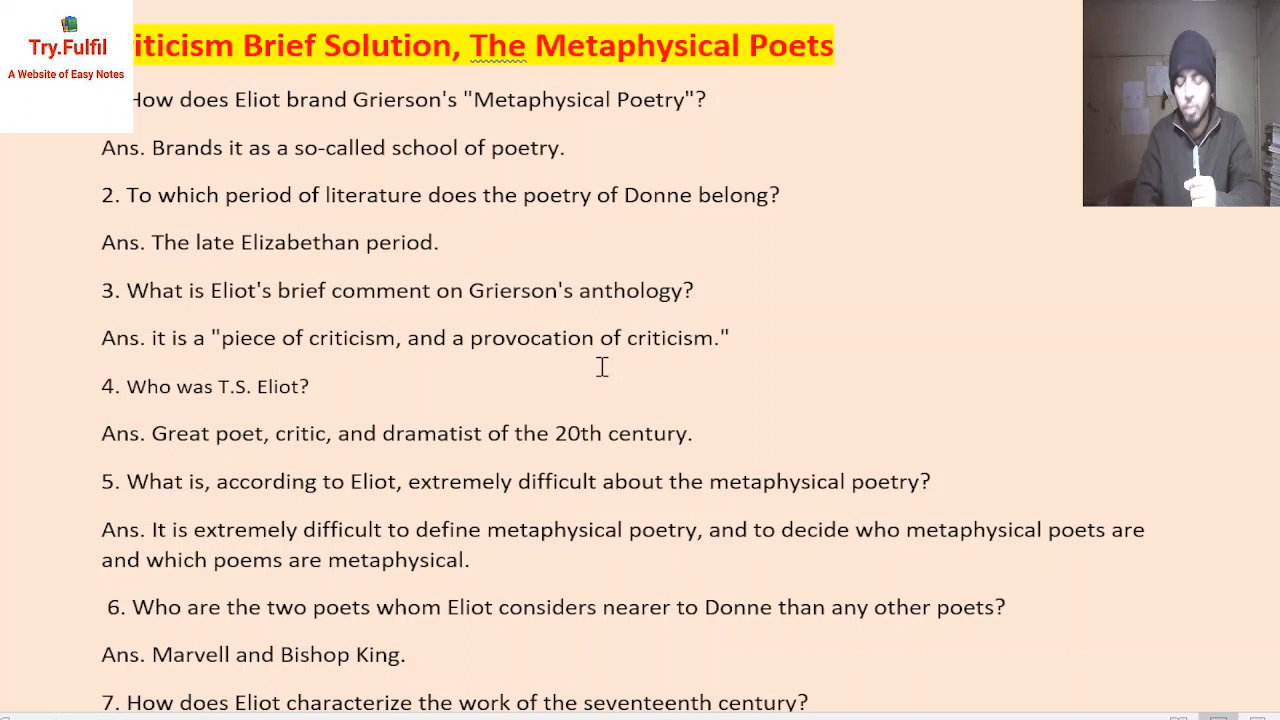 Try.Fulfil
A Website of Easy Notes
riticism Brief Solution, The Metaphysical Poets
How does Eliot brand Grierson's "Metaphysical Poetry"?
Ans. Brands it as a so-called school of poetry.
2. To which period of literature does the poetry of Donne belong?
Ans. The late Elizabethan period.
3. What is Eliot's brief comment on Grierson's anthology?
Ans. it is a "piece of criticism, and a provocation of criticism."
4. Who was T.S. Eliot?
Ans. Great poet, critic, and dramatist of the 20th century.
5. What is, according to Eliot, extremely difficult about the metaphysical poetry?
Ans. It is extremely difficult to define metaphysical poetry, and to decide who metaphysical poets are
and which poems are metaphysical.
6. Who are the two poets whom Eliot considers nearer to Donne than any other poets?
Ans. Marvell and Bishop King.
7. How does Eliot characterize the work of the seventeenth century?